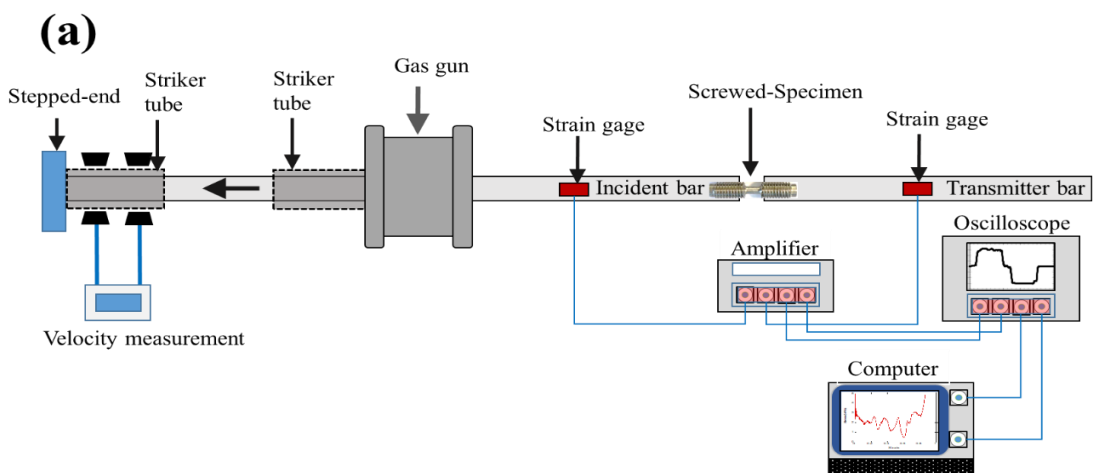 (a)
Stepped-end
Striker
tube
Striker
tube
Gas gun
Strain gage
Screwed-Specimen
Strain gage
Incident bar
Transmitter bar
Velocity measurement
Amplifier
Oscilloscope
Computer